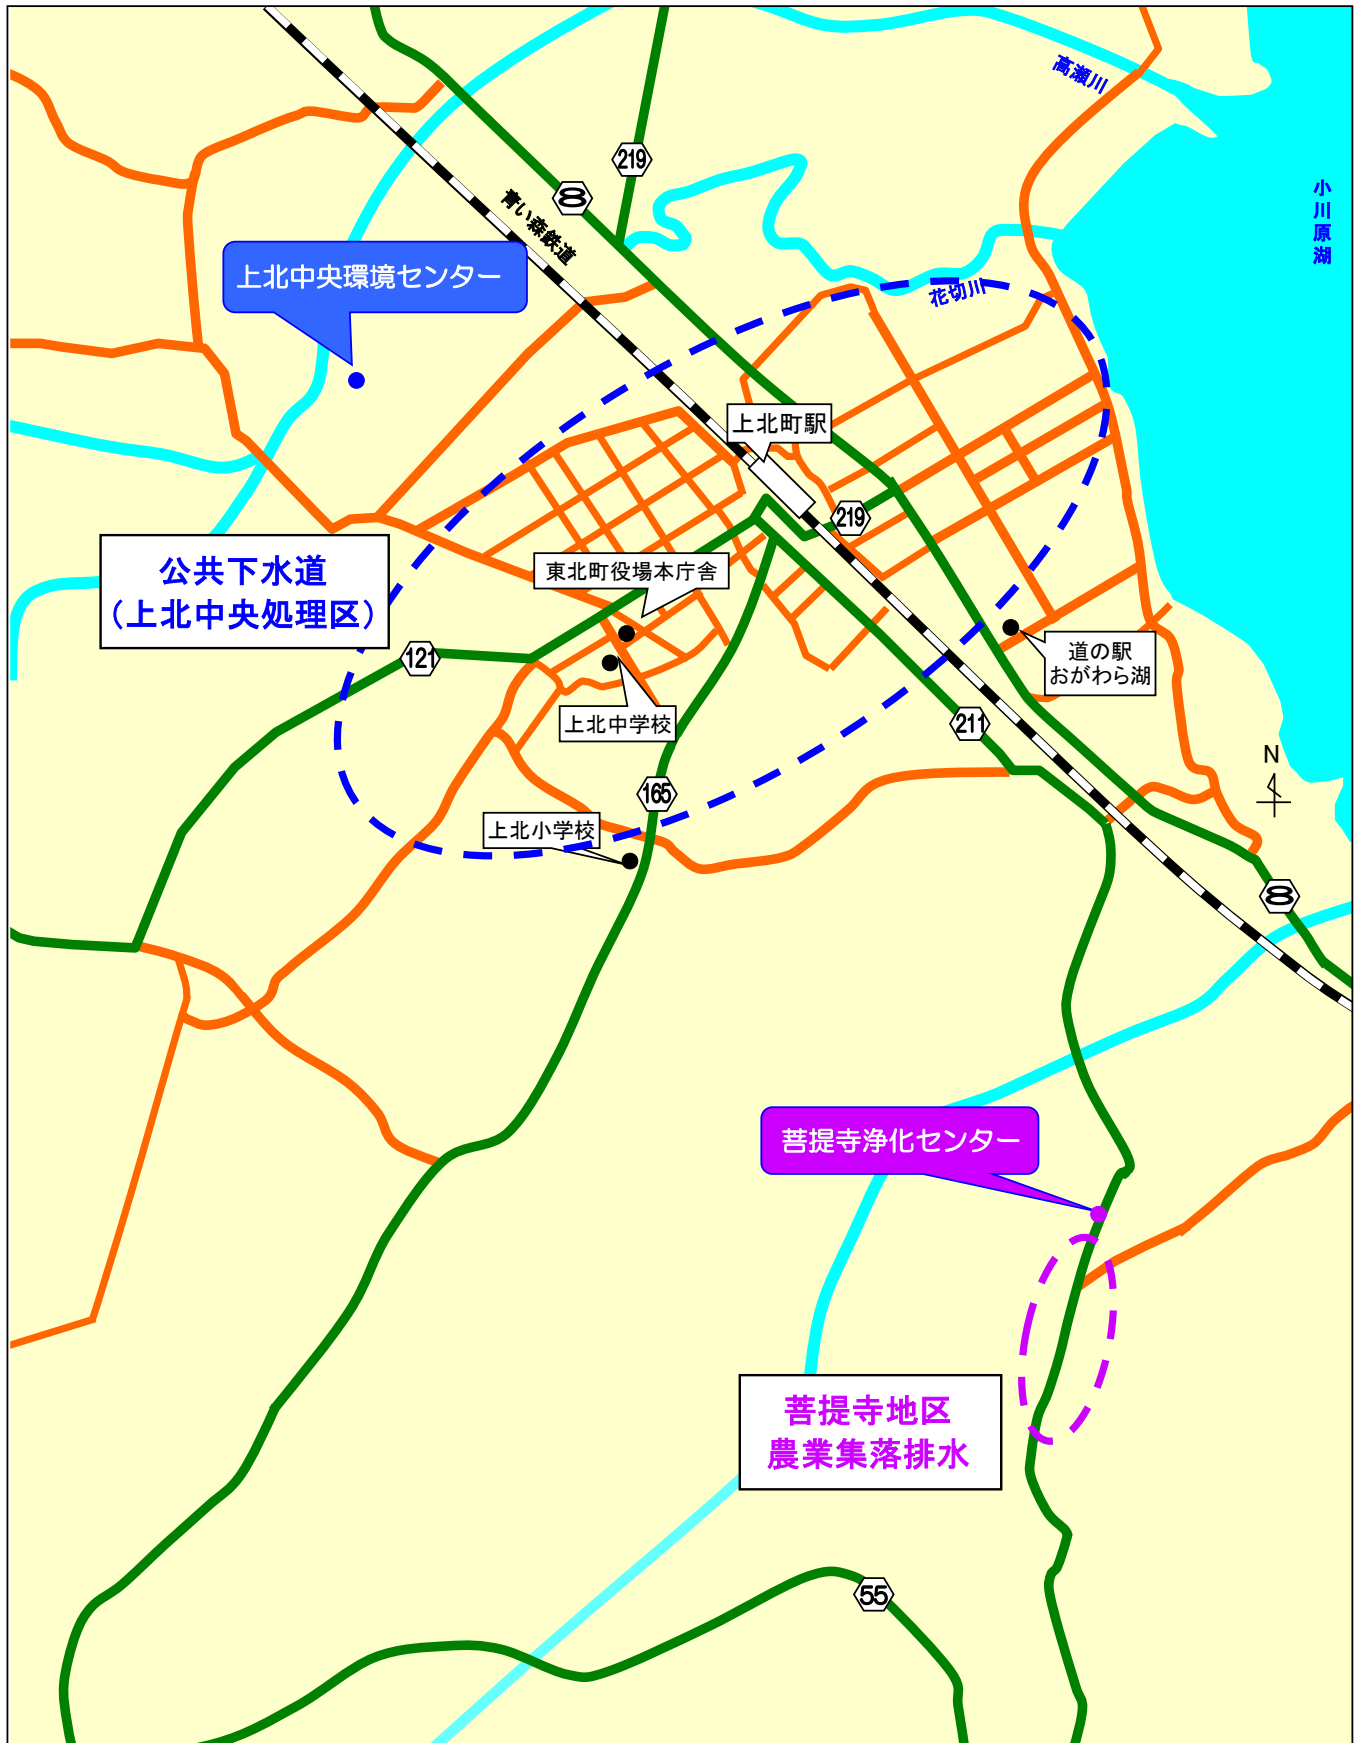 高瀬川
219
8
青い森鉄道
小川原湖
上北中央環境センター
花切川
上北町駅
219
公共下水道
(上北中央処理区)
東北町役場本庁舎
121
道の駅
おがわら湖
上北中学校
211
N
165
上北小学校
8
菩提寺浄化センター
菩提寺地区
農業集落排水
55